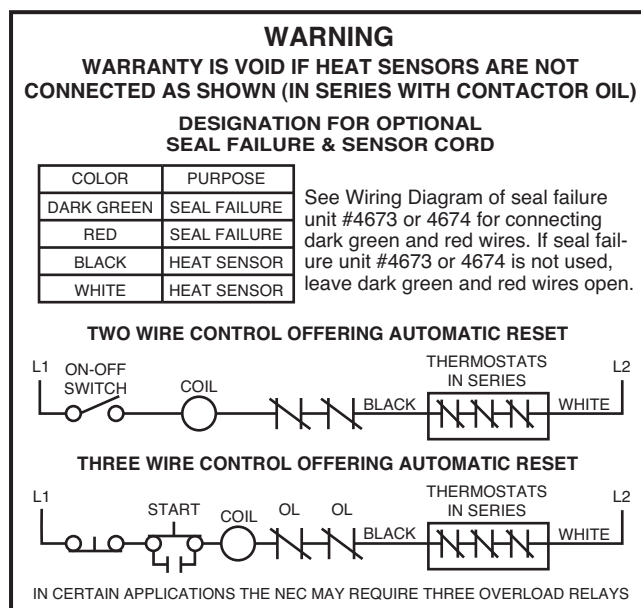 WARNING
WARRANTY IS VOID IF HEAT SENSORS ARE NOT
CONNECTED AS SHOWN (IN SERIES WITH CONTACTOR OIL)
DESIGNATION FOR OPTIONAL
SEAL FAILURE & SENSOR CORD
COLOR PURPOSE
DARK GREEN SEAL FAILURE
RED SEAL FAILURE
BLACK HEAT SENSOR
WHITE HEAT SENSOR
See Wiring Diagram of seal failure
unit #4673 or 4674 for connecting
dark green and red wires. If seal fail-
ure unit #4673 or 4674 is not used,
leave dark green and red wires open.
TWO WIRE CONTROL OFFERING AUTOMATIC RESET
L1 ON-OFF
SWITCH
COIL
BLACK
THERMOSTATS
IN SERIES
WHITE
L2
THREE WIRE CONTROL OFFERING AUTOMATIC RESET
L1
START
COIL
OL
OL
BLACK
THERMOSTATS
IN SERIES
WHITE
L2
IN CERTAIN APPLICATIONS THE NEC MAY REQUIRE THREE OVERLOAD RELAYS